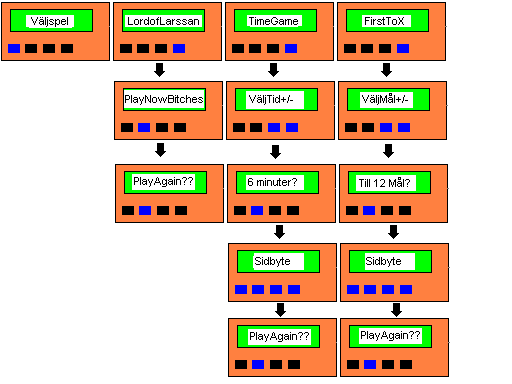 Väljspel
LordofLarssan
TimeGame
FirstToX
PlayNowBitches
VäljTid+/-
VäljMål+/-
PlayAgain??
6 minuter?
Till 12 Mål?
Sidbyte
Sidbyte
PlayAgain??
PlayAgain??